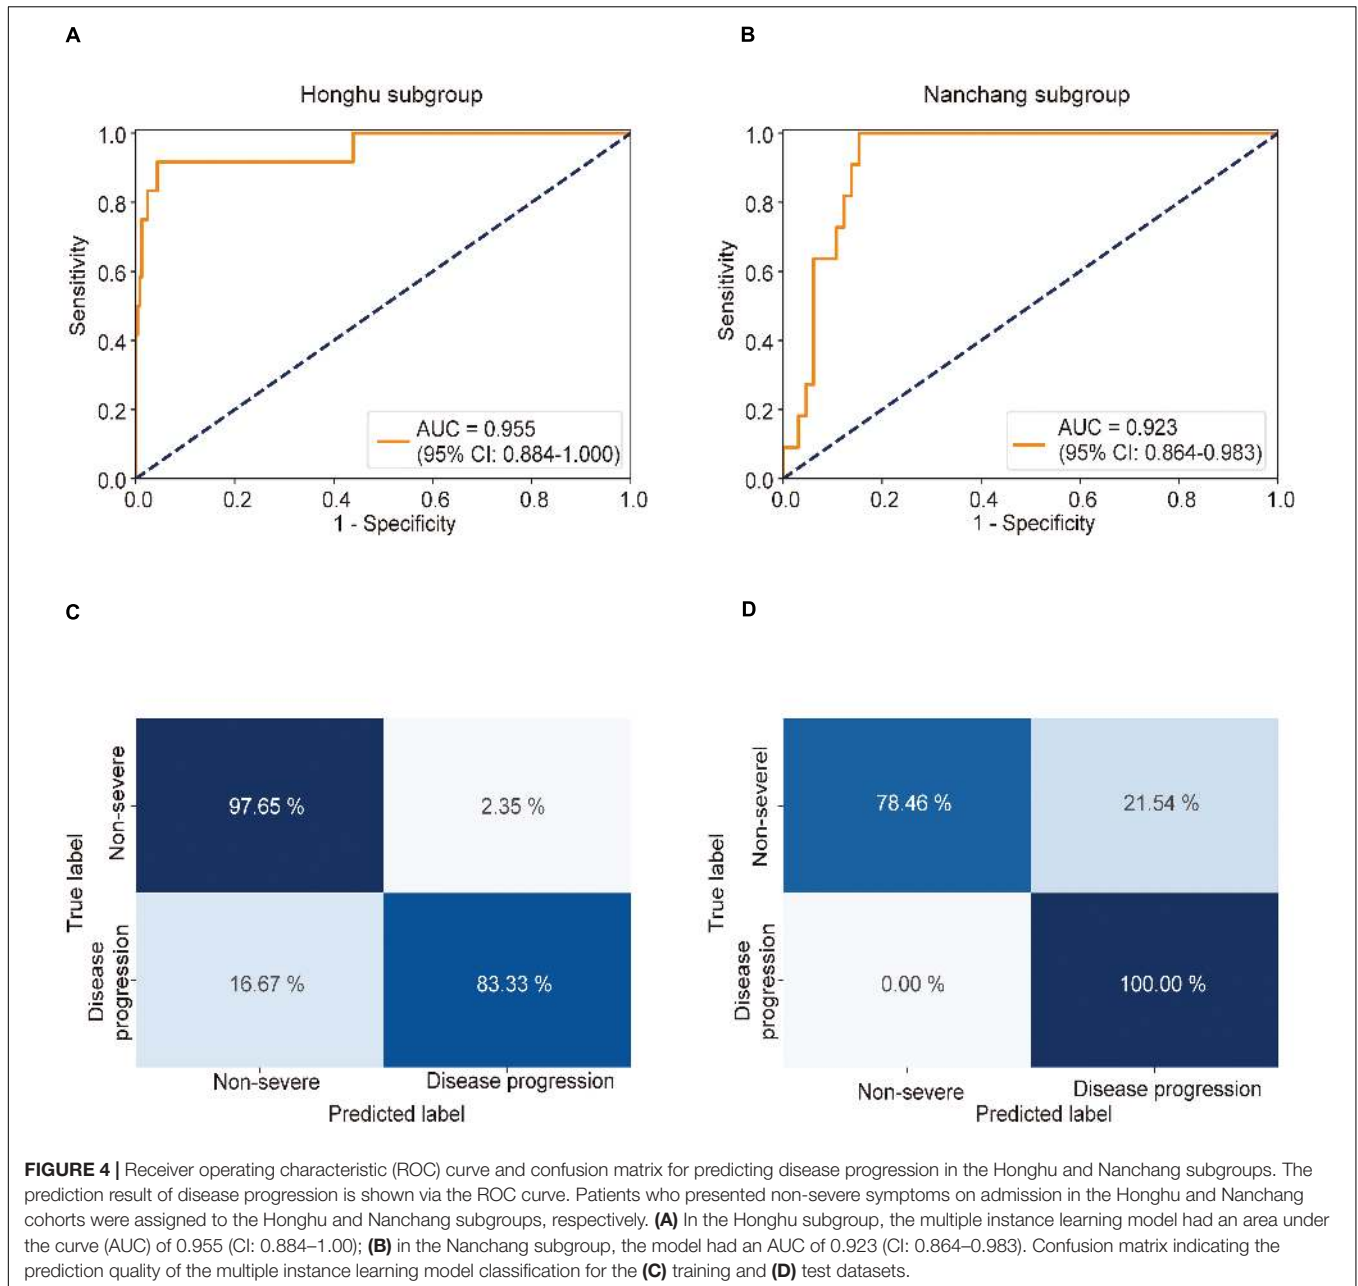 A
Honghu subgroup
1.0
0.8
0.6
0.4
0.2
0.0
Sensitivity
AUC = 0.955
(95% CI: 0.884-1.000)
0.0 0.2 0.4 0.6 0.8 1.0
1 - Specificity
B
Nanchang subgroup
1.0
0.8
0.6
0.4
0.2
0.0
Sensitivity
AUC = 0.923
(95% CI: 0.864-0.983)
0.0 0.2 0.4 0.6 0.8 1.0
1 - Specificity
C
True label
Non-severe
Disease
progression
97.65 % 2.35 %
16.67 % 83.33 %
Non-severe Disease progression
Predicted label
D
True label
Non-severel
Disease
progression
78.46 % 21.54 %
0.00 % 100.00 %
Non-severe Disease progression
Predicted label
FIGURE 4 | Receiver operating characteristic (ROC) curve and confusion matrix for predicting disease progression in the Honghu and Nanchang subgroups. The
prediction result of disease progression is shown via the ROC curve. Patients who presented non-severe symptoms on admission in the Honghu and Nanchang
cohorts were assigned to the Honghu and Nanchang subgroups, respectively. (A) In the Honghu subgroup, the multiple instance learning model had an area under
the curve (AUC) of 0.955 (CI: 0.884–1.00); (B) in the Nanchang subgroup, the model had an AUC of 0.923 (CI: 0.864–0.983). Confusion matrix indicating the
prediction quality of the multiple instance learning model classification for the (C) training and (D) test datasets.